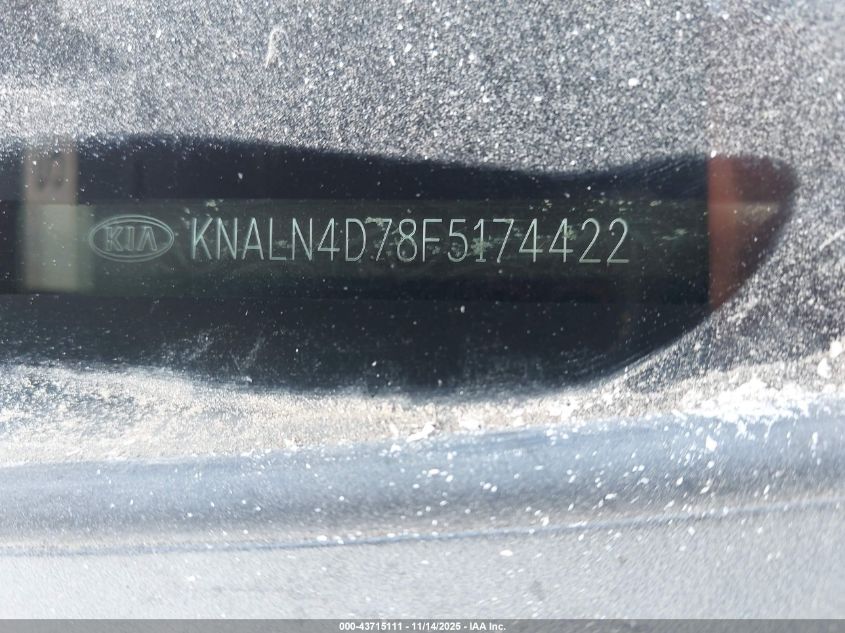 KIA KNALN4D78F5174422
000-43715111 - 11/14/2025 - IAA Inc.